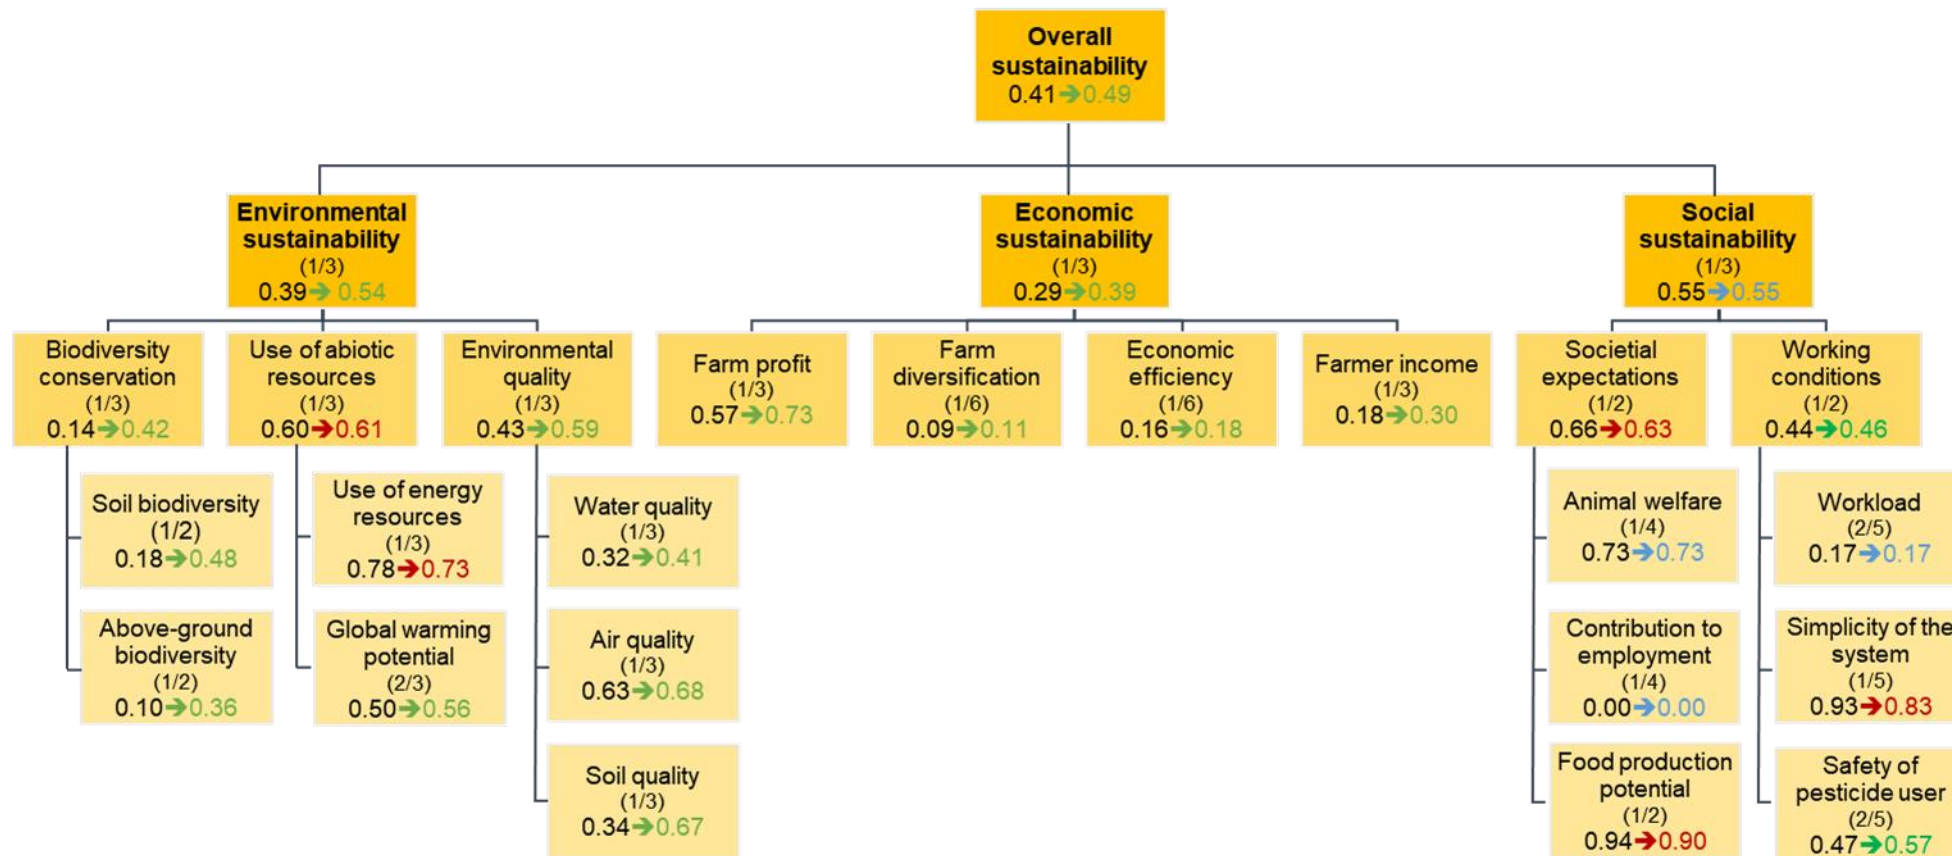 Overall
sustainability
0.41➔0.49
Environmental
sustainability
(1/3)
0.39➔ 0.54
Economic
sustainability
(1/3)
0.29➔0.39
Social
sustainability
(1/3)
0.55➔0.55
Biodiversity
conservation
(1/3)
0.14➔0.42
Use of abiotic
resources
(1/3)
0.60➔0.61
Environmental
quality
(1/3)
0.43➔0.59
Farm profit
(1/3)
0.57➔0.73
Farm
diversification
(1/6)
0.09➔0.11
Economic
efficiency
(1/6)
0.16➔0.18
Farmer income
(1/3)
0.18➔0.30
Societial
expectations
(1/2)
0.66➔0.63
Working
conditions
(1/2)
0.44➔0.46
Soil biodiversity
(1/2)
0.18➔0.48
Above-ground
biodiversity
(1/2)
0.10➔0.36
Use of energy
resources
(1/3)
0.78➔0.73
Global warming
potential
(2/3)
0.50➔0.56
Water quality
(1/3)
0.32➔0.41
Air quality
(1/3)
0.63➔0.68
Soil quality
(1/3)
0.34➔0.67
Animal welfare
(1/4)
0.73➔0.73
Contribution to
employment
(1/4)
0.00➔0.00
Food production
potential
(1/2)
0.94➔0.90
Workload
(2/5)
0.17➔0.17
Simplicity of the
system
(1/5)
0.93➔0.83
Safety of
pesticide user
(2/5)
0.47➔0.57